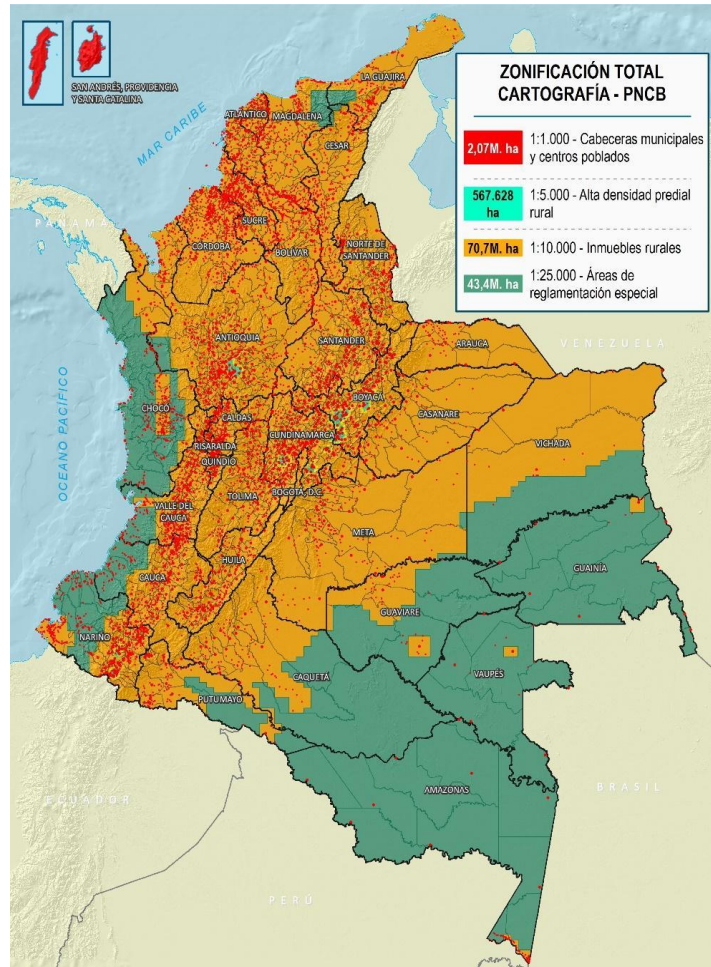 SAN ANDRÉS, PROVIDENCIA
Y SANTA CATALINA
ZONIFICACIÓN TOTAL
CARTOGRAFÍA - PNCB
2,07M. ha
1:1.000 - Cabeceras municipales
y centros poblados
567.628
ha
1:5.000 - Alta densidad predial
rural
70,7M. ha
1:10.000 - Inmuebles rurales
43,4M. ha
1:25.000 - Áreas de
reglamentación especial
MAR CARIBE
LA GUAJIRA
ATLÁNTICO
MAGDALENA
CESAR
PANAMÁ
SUCRE
CÓRDOBA
BOLÍVAR
NORTE DE
SANTANDER
VENEZUELA
ANTIOQUIA
SANTANDER
ARAUCA
OCEANO PACÍFICO
CHOCÓ
BOYACÁ
CASANARE
CALDAS
CUNDINAMARCA
VICHADA
RISARALDA
QUINDIO
BOGOTÁ, D.C.
TOLIMA
VALLE DEL
CAUCA
META
HUILA
GUAINÍA
CAUCA
GUAVIARE
NARIÑO
CAQUETÁ
VAUPÉS
PUTUMAYO
AMAZONAS
ECUADOR
BRASIL
PERÚ